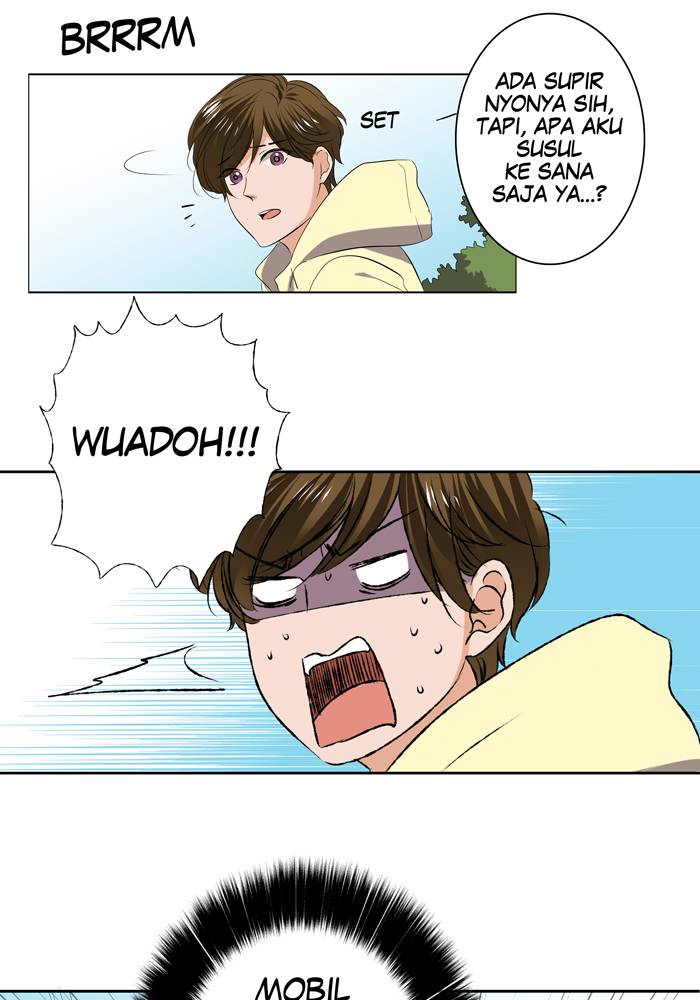 BRRRM
SET
ADA SUPIR
NYONYA SIH,
TAPI, APA AKU
SUSUL
KE SANA
SAJA YA...?
WUADOH!!!
MOBIL